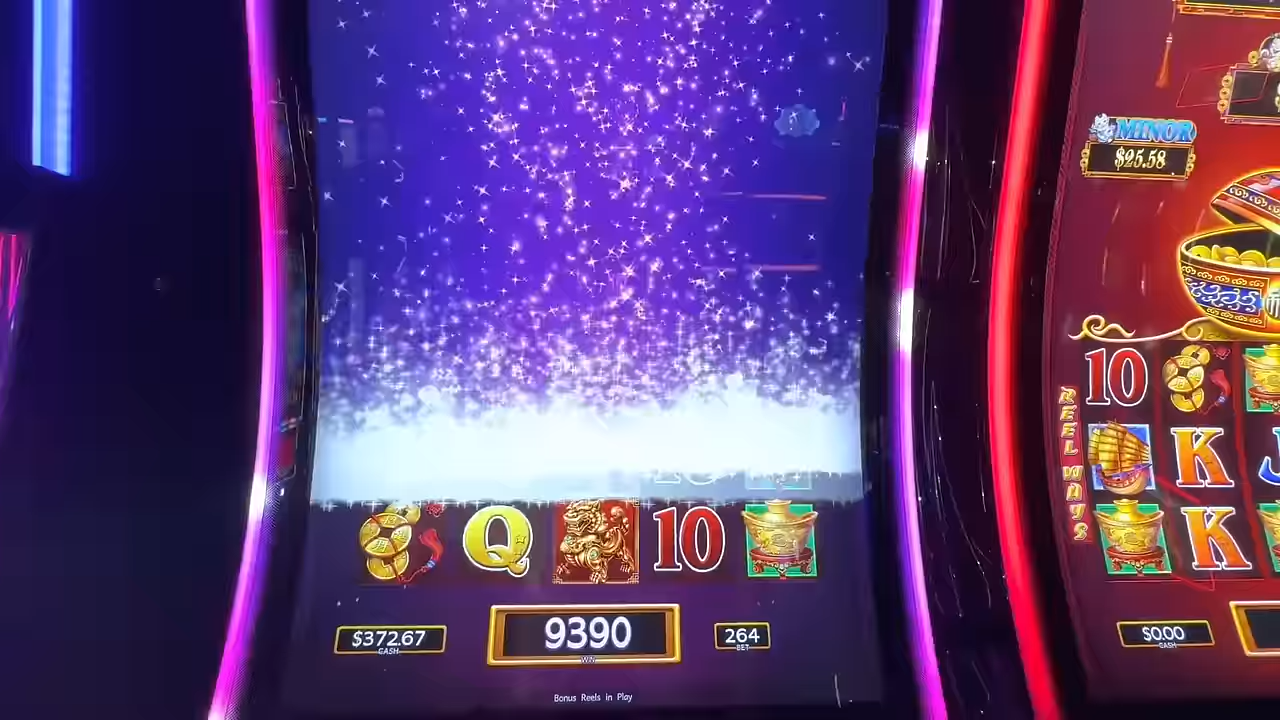 MINOR
$25.58
10
REEL WAYS
K
K
Q
10
$372.67
CASH
9390
WIN
264
BET
$0.00
CASH
Bonus Reels in Play